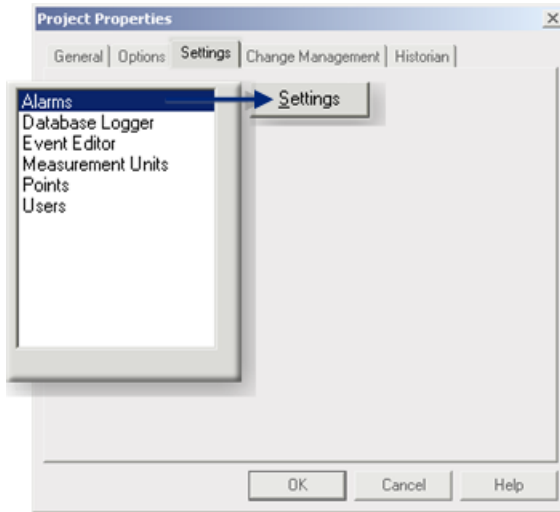 Project Properties
General Options Settings Change Management Historian
Alarms
Settings
Database Logger
Event Editor
Measurement Units
Points
Users
OK Cancel Help